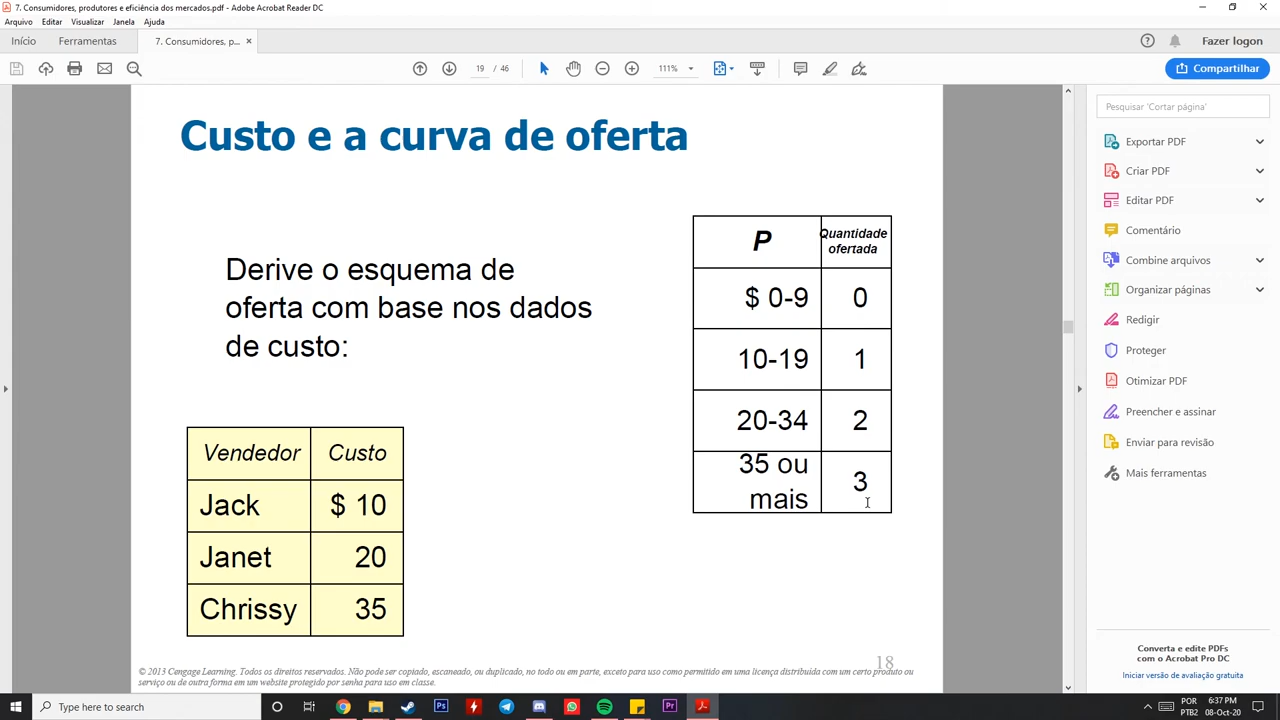 7. Consumidores, produtores e eficiência dos mercados.pdf - Adobe Acrobat Reader DC
Arquivo Editar Visualizar Janela Ajuda
Início Ferramentas 7. Consumidores, p... × Fazer logon
19 / 46 111% Compartilhar
Custo e a curva de oferta
Derive o esquema de
oferta com base nos dados
de custo:
Vendedor Custo
Jack $ 10
Janet 20
Chrissy 35
P Quantidade
ofertada
$ 0-9 0
10-19 1
20-34 2
35 ou
mais 3
18
© 2013 Cengage Learning. Todos os direitos reservados. Não pode ser copiado, escaneado, ou duplicado, no todo ou em parte, exceto para uso como permitido em uma licença distribuída com um certo produto ou
serviço ou de outra forma em um website protegido por senha para uso em classe.
Pesquisar 'Cortar página'
Exportar PDF
Criar PDF
Editar PDF
Comentário
Combine arquivos
Organizar páginas
Redigir
Proteger
Otimizar PDF
Preencher e assinar
Enviar para revisão
Mais ferramentas
Converta e edite PDFs
com o Acrobat Pro DC
Iniciar versão de avaliação gratuita
Type here to search
Ps
Pr
POR
PTB2
6:37 PM
08-Oct-20